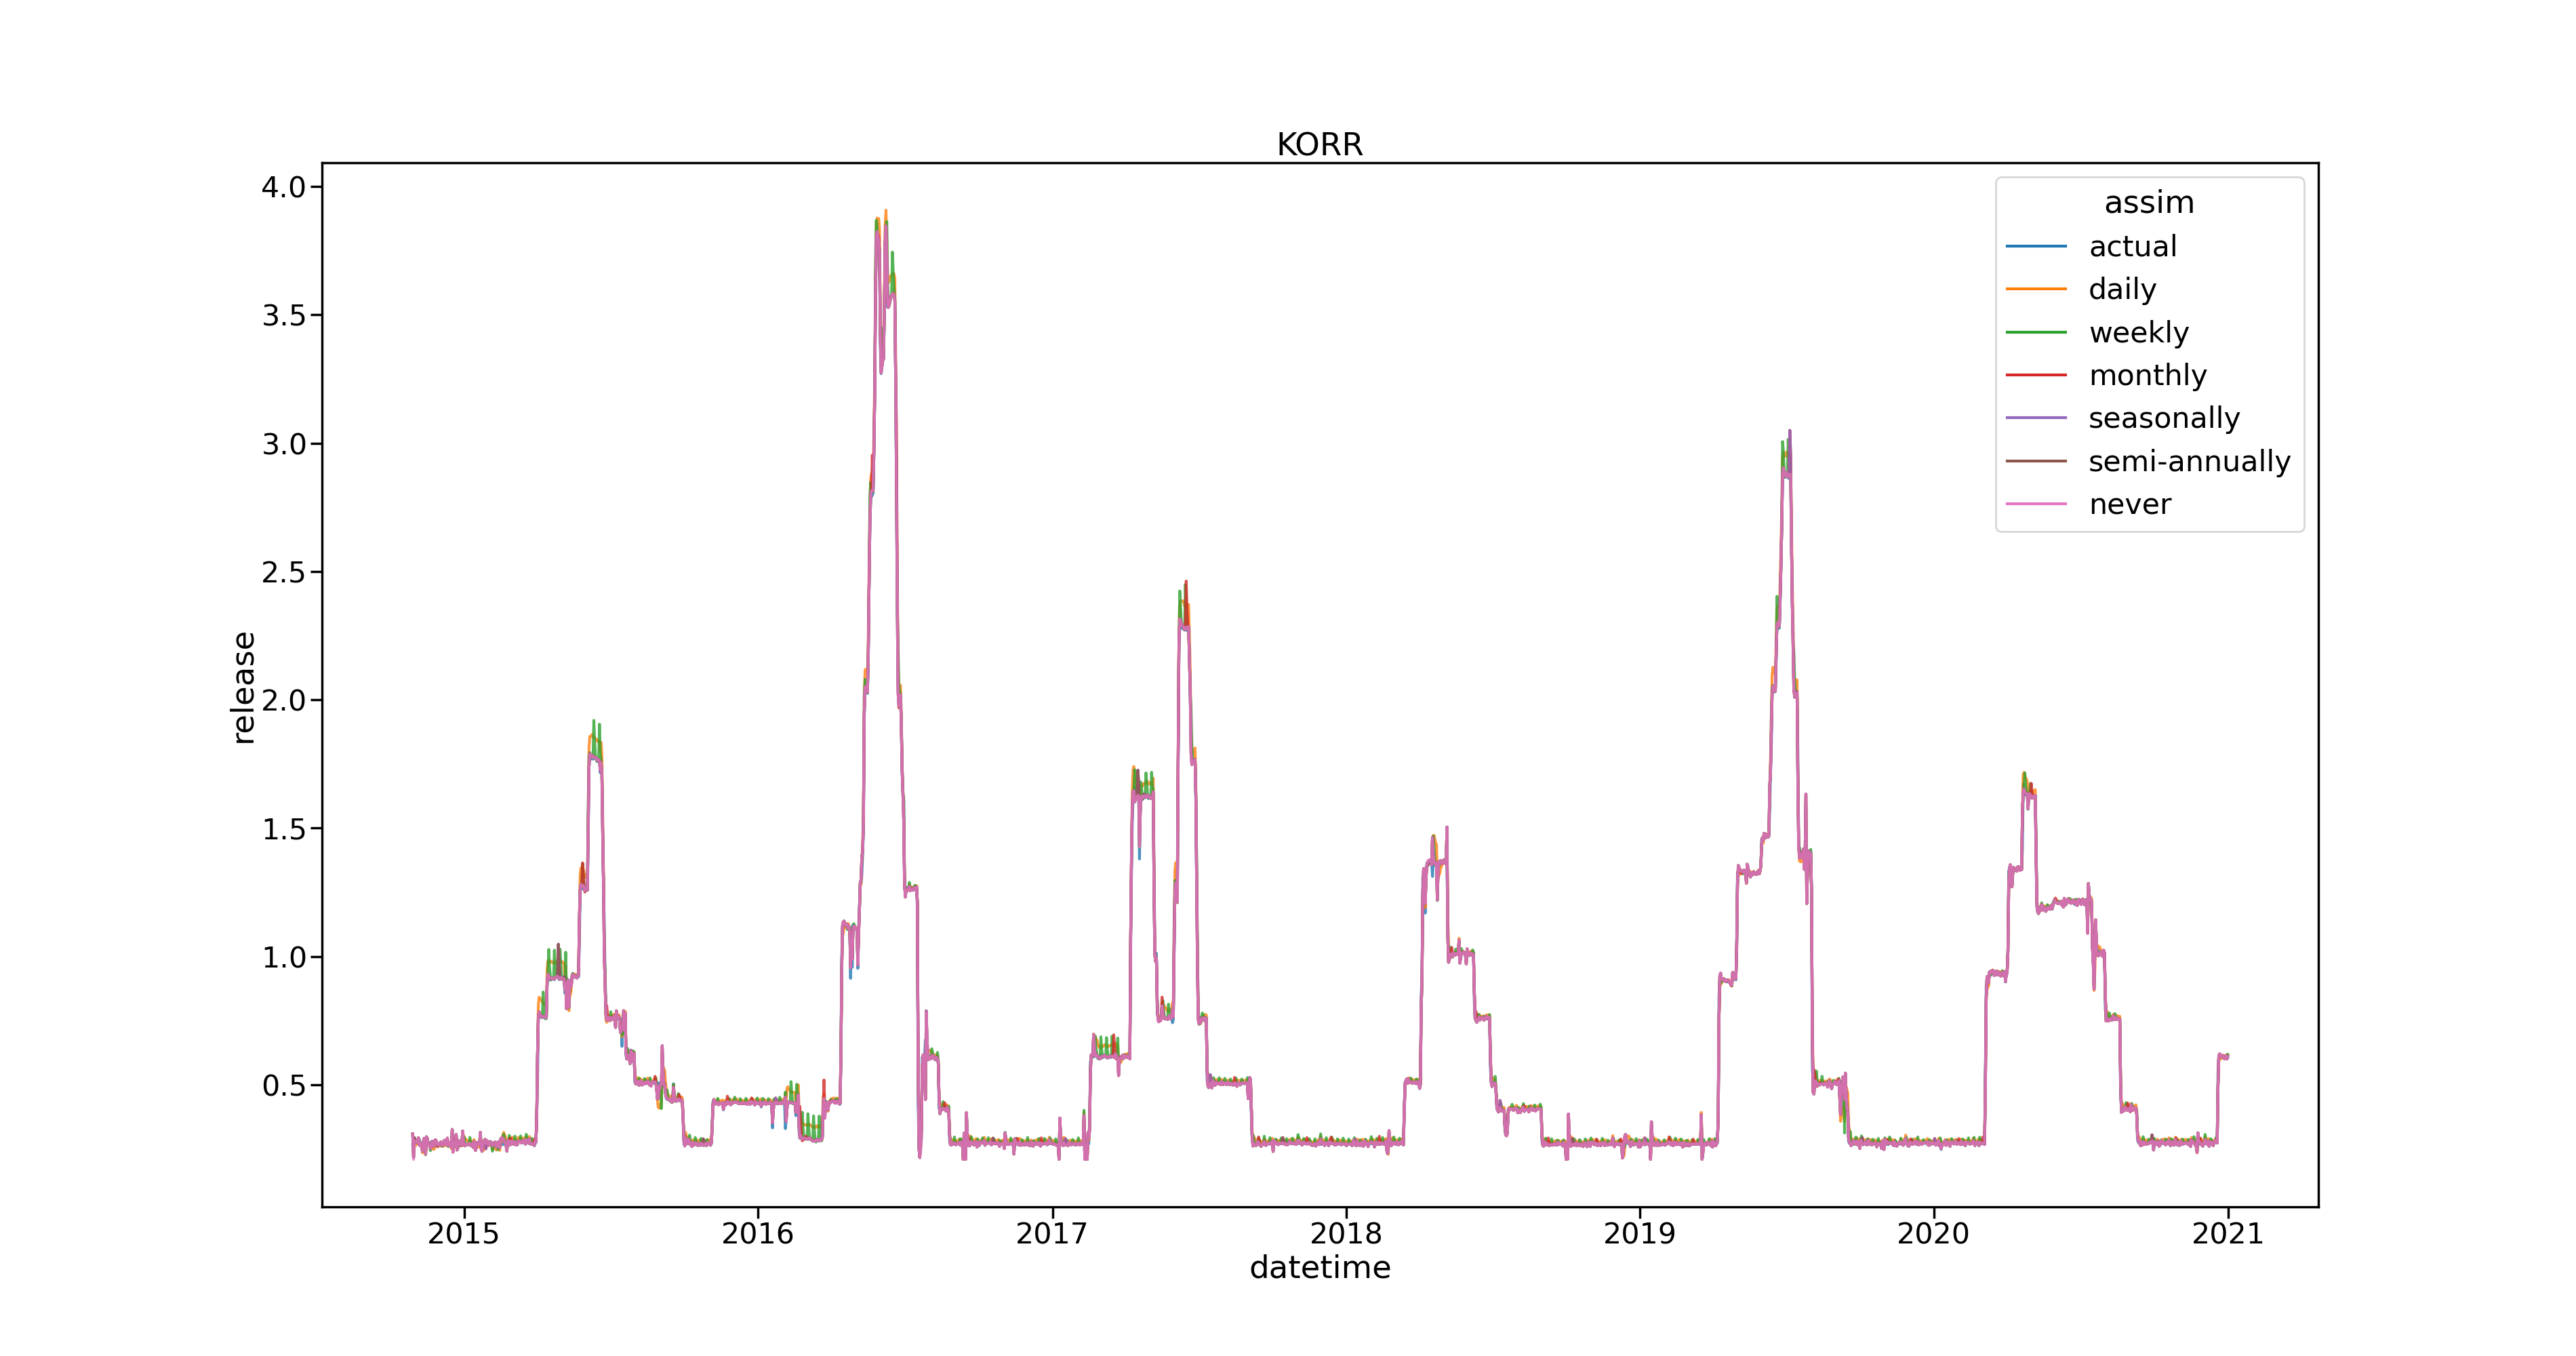 KORR
4.0
3.5
3.0
2.5
2.0
1.5
1.0
0.5
release
assim
actual
daily
weekly
monthly
seasonally
semi-annually
never
2015 2016 2017 2018 2019 2020 2021
datetime